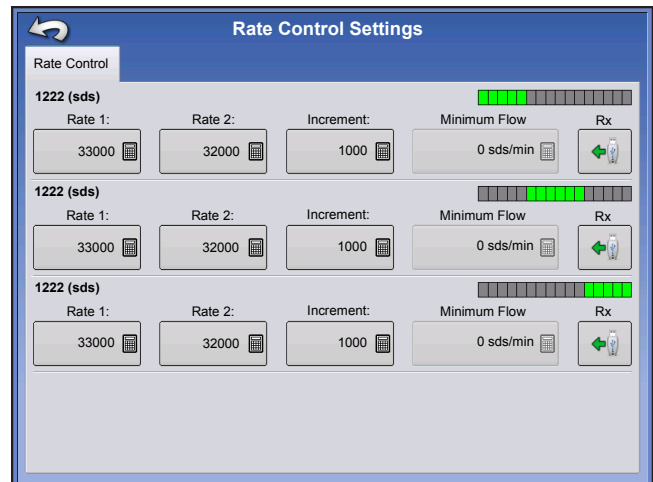 Rate Control Settings
Rate Control
1222 (sds)
Rate 1: Rate 2: Increment: Minimum Flow Rx
33000 32000 1000 0 sds/min
1222 (sds)
Rate 1: Rate 2: Increment: Minimum Flow Rx
33000 32000 1000 0 sds/min
1222 (sds)
Rate 1: Rate 2: Increment: Minimum Flow Rx
33000 32000 1000 0 sds/min